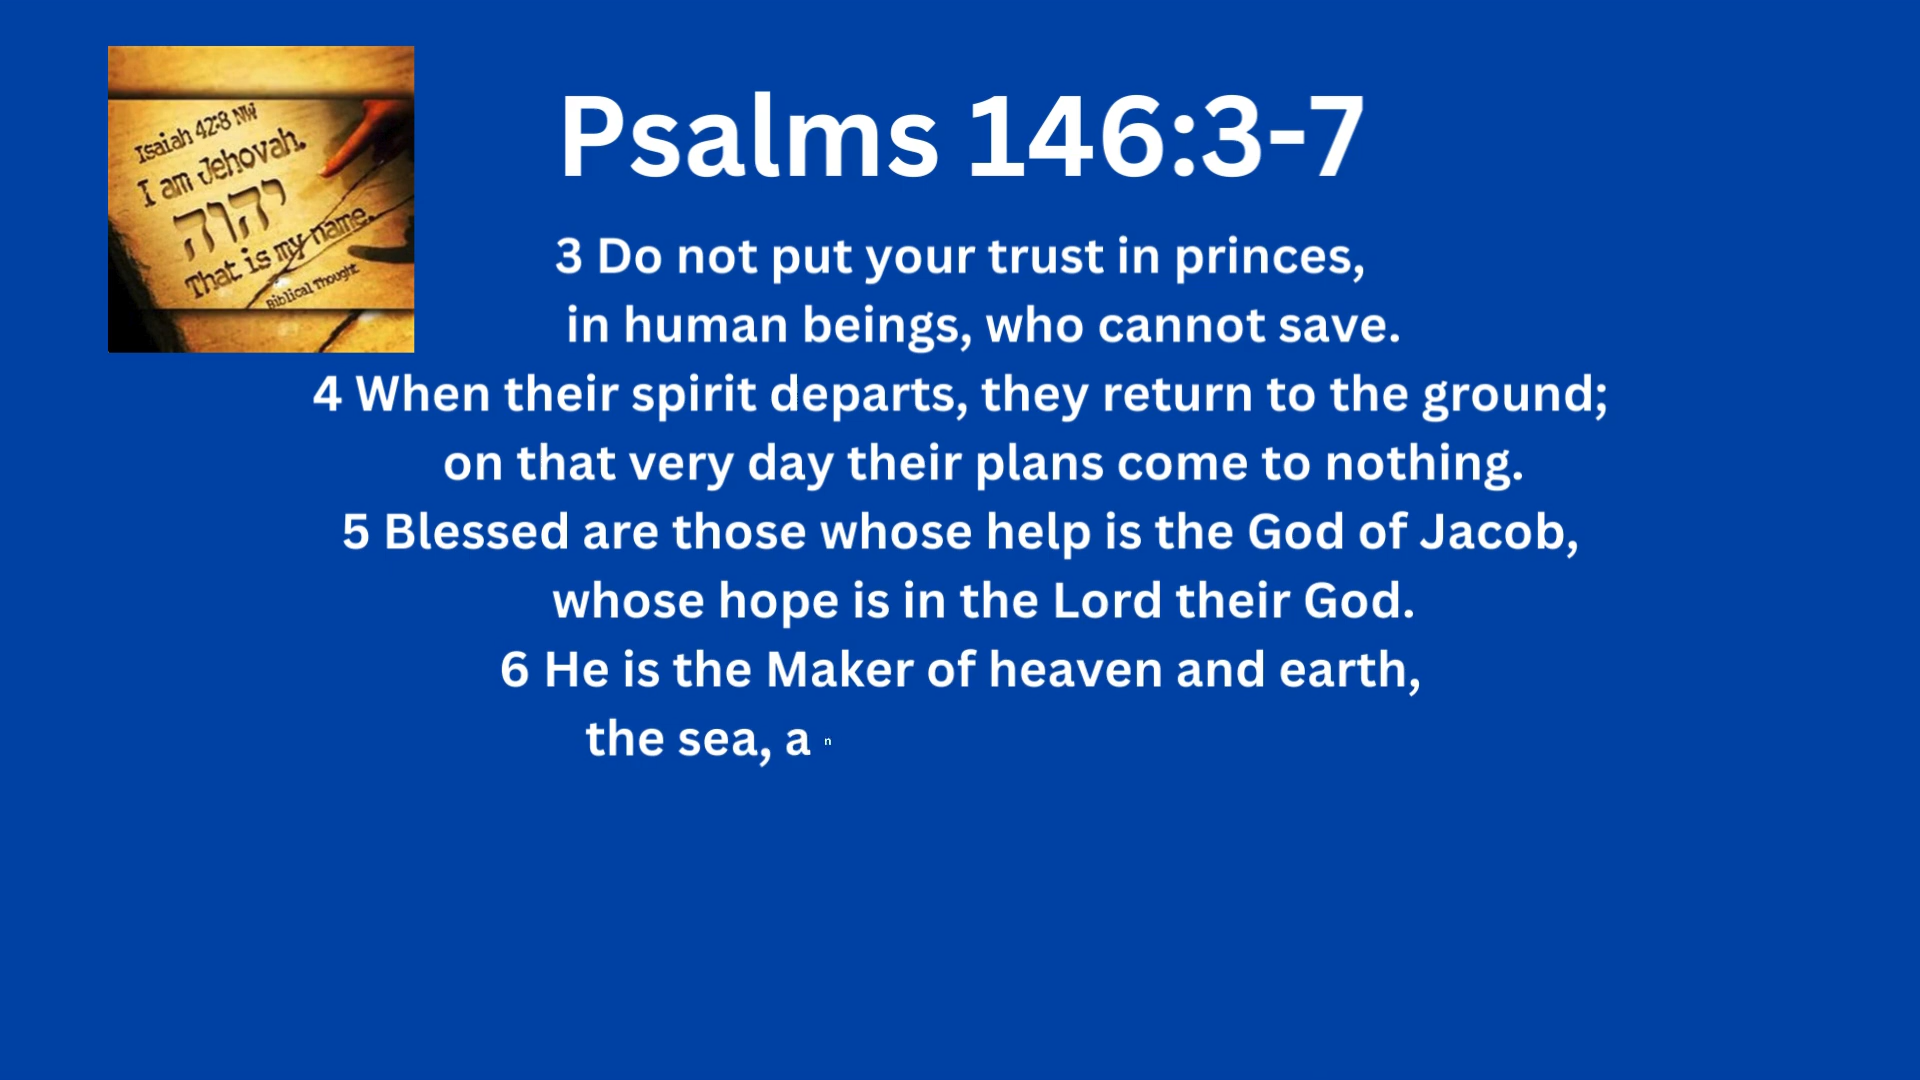 Isaiah 42:8 NW
I am Jehovah.
יהוה
That is my name.
Biblical Thought
Psalms 146:3-7
3 Do not put your trust in princes,
in human beings, who cannot save.
4 When their spirit departs, they return to the ground;
on that very day their plans come to nothing.
5 Blessed are those whose help is the God of Jacob,
whose hope is in the Lord their God.
6 He is the Maker of heaven and earth,
the sea, a n